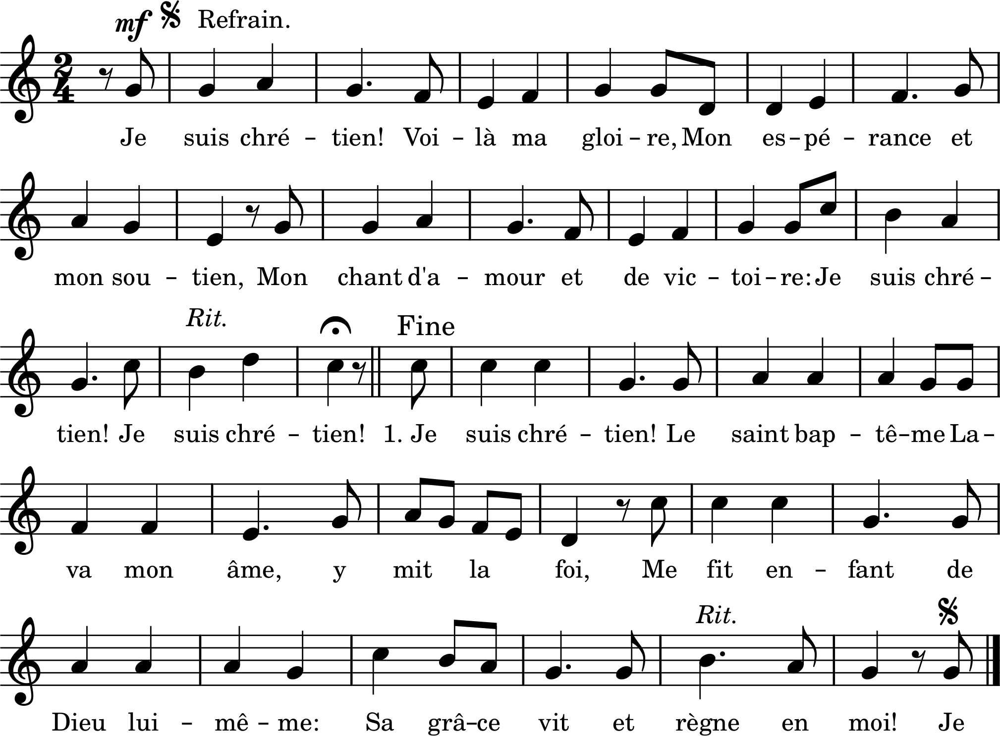 mf Refrain.
2
4
Je suis chré – tien! Voi – là ma gloi – re, Mon es – pé – rance et
mon sou – tien, Mon chant d'a – mour et de vic – toi – re: Je suis chré –
Rit. Fine
tien! Je suis chré – tien! 1. Je suis chré – tien! Le saint bap – tê – me La –
va mon âme, y mit la foi, Me fit en – fant de
Rit.
Dieu lui – mê – me: Sa grâ – ce vit et règne en moi! Je